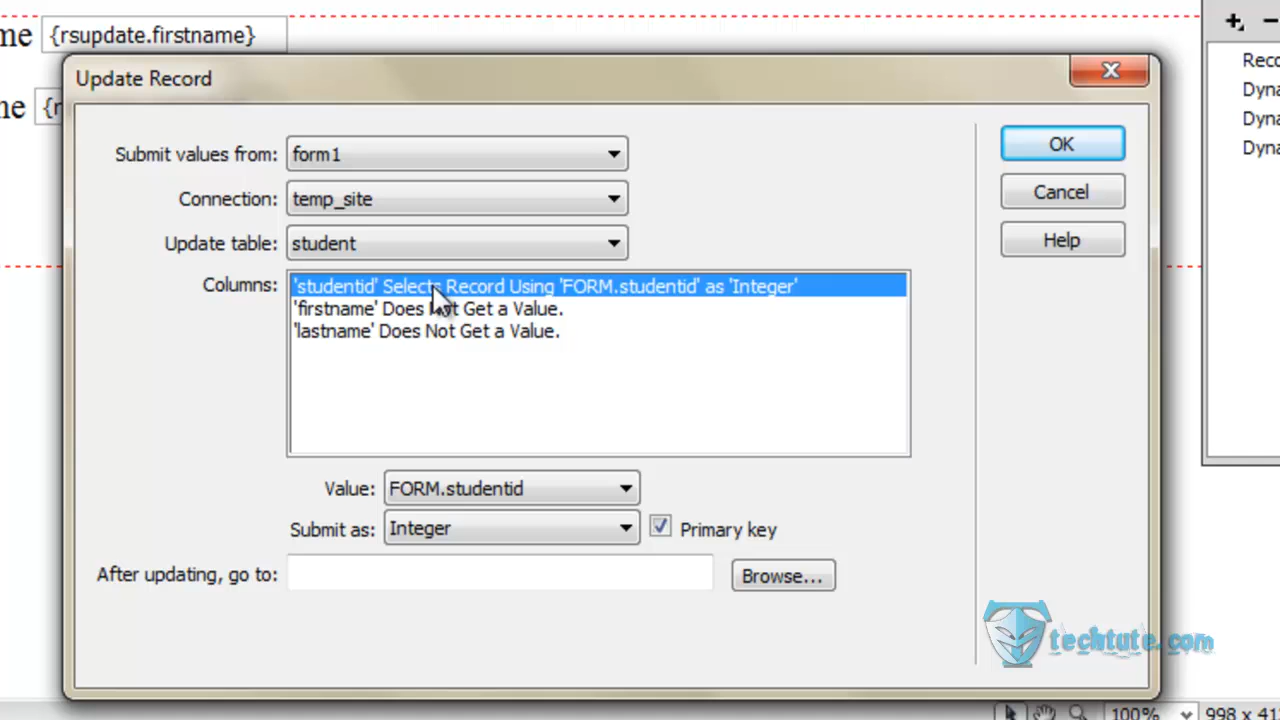 me {rsupdate.firstname}
Update Record
me {r
Reco
Dyna
Dyna
Dyna
Submit values from: form1
OK
Connection: temp_site
Cancel
Update table: student
Help
Columns: 'studentid' Selects Record Using 'FORM.studentid' as 'Integer'
'firstname' Does Not Get a Value.
'lastname' Does Not Get a Value.
Value: FORM.studentid
Submit as: Integer Primary key
After updating, go to: Browse...
techtute.com
100% 998 x 41